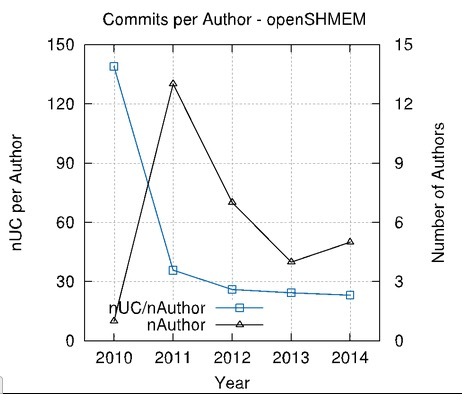 Commits per Author - openSHMEM
150
120
90
60
30
0
15
12
9
6
3
0
nUC per Author
Number of Authors
nUC/nAuthor
nAuthor
2010 2011 2012 2013 2014
Year